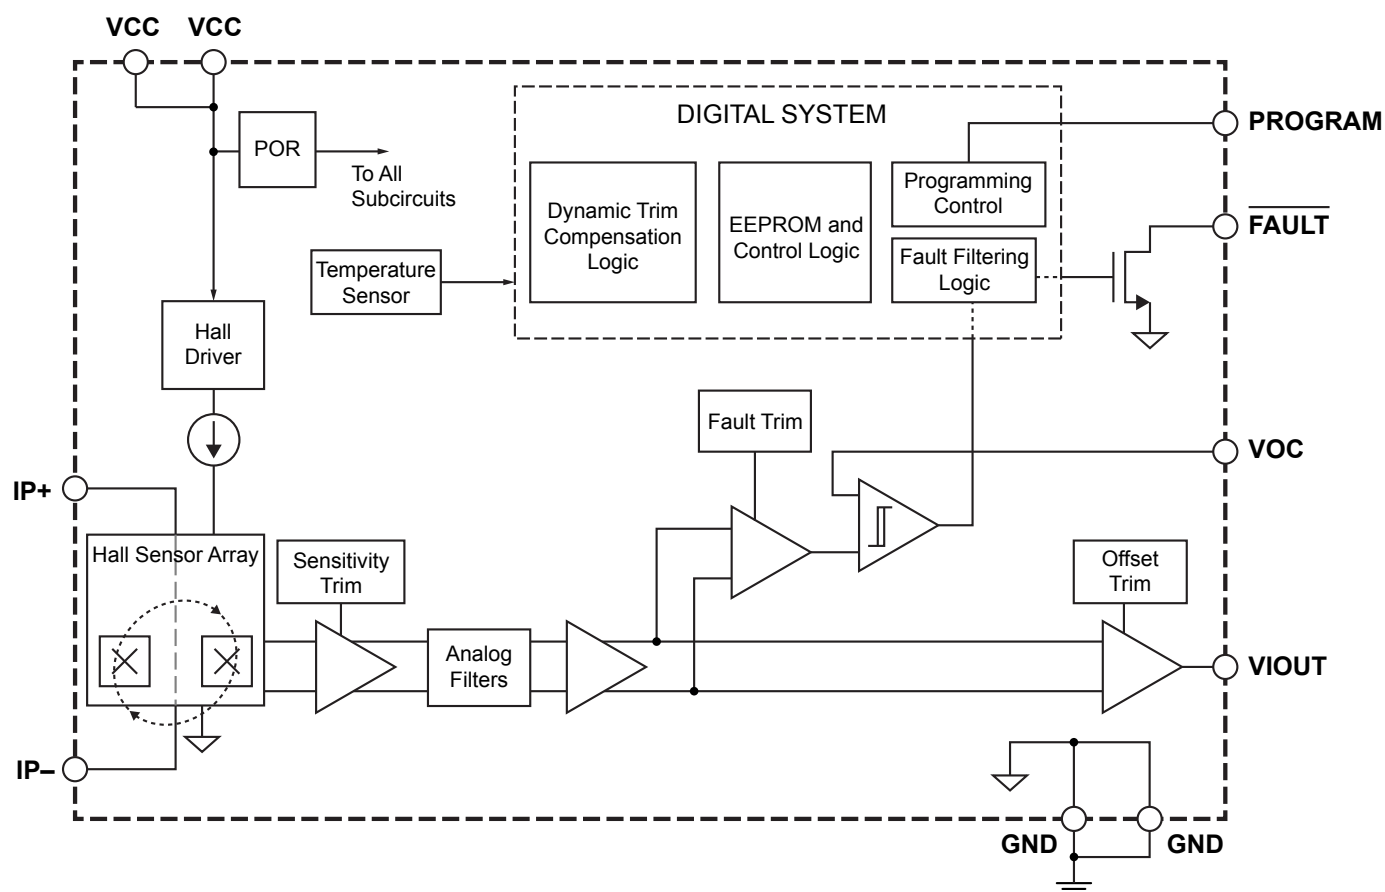 VCC VCC
DIGITAL SYSTEM
PROGRAM
POR
To All
Subcircuits
Dynamic Trim
Compensation
Logic
EEPROM and
Control Logic
Programming
Control
Fault Filtering
Logic
FAULT
Temperature
Sensor
Hall
Driver
Fault Trim
VOC
IP+
Hall Sensor Array
Sensitivity
Trim
Analog
Filters
Offset
Trim
VIOUT
IP–
GND GND